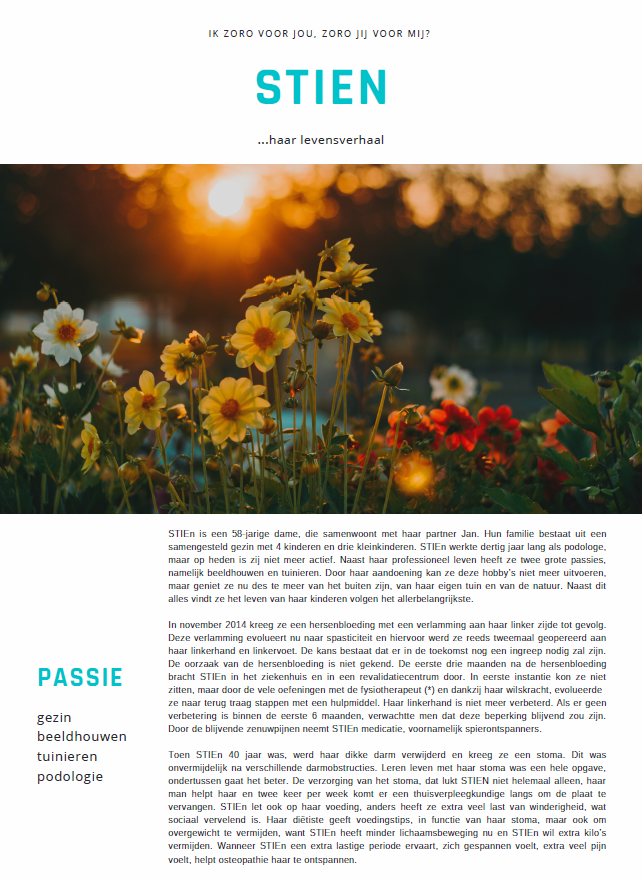 IK ZORO VOOR JOU, ZORO JIJ VOOR MIJ?
STIEN
...haar levensverhaal
STIEn is een 58-jarige dame, die samenwoont met haar partner Jan. Hun familie bestaat uit een
samengesteld gezin met 4 kinderen en drie kleinkinderen. STIEn werkte dertig jaar lang als podologe,
maar op heden is zij niet meer actief. Naast haar professioneel leven heeft ze twee grote passies,
namelijk beeldhouwen en tuinieren. Door haar aandoening kan ze deze hobby's niet meer uitvoeren,
maar geniet ze nu des te meer van het buiten zijn, van haar eigen tuin en van de natuur. Naast dit
alles vindt ze het leven van haar kinderen volgen het allerbelangrijkste.
In november 2014 kreeg ze een hersenbloeding met een verlamming aan haar linker zijde tot gevolg.
Deze verlamming evolueert nu naar spasticiteit en hiervoor werd ze reeds tweemaal geopereerd aan
haar linkerhand en linkervoet. De kans bestaat dat er in de toekomst nog een ingreep nodig zal zijn.
De oorzaak van de hersenbloeding is niet gekend. De eerste drie maanden na de hersenbloeding
bracht STIEn in het ziekenhuis en in een revalidatiecentrum door. In eerste instantie kon ze niet
zitten, maar door de vele oefeningen met de fysiotherapeut (*) en dankzij haar wilskracht, evolueerde
ze naar terug traag stappen met een hulpmiddel. Haar linkerhand is niet meer verbeterd. Als er geen
verbetering is binnen de eerste 6 maanden, verwachtte men dat deze beperking blijvend zou zijn.
Door de blijvende zenuwpijnen neemt STIEn medicatie, voornamelijk spierontspanners.
PASSIE
gezin
beeldhouwen
tuinieren
podologie
Toen STIEn 40 jaar was, werd haar dikke darm verwijderd en kreeg ze een stoma. Dit was
onvermijdelijk na verschillende darmobstructies. Leren leven met haar stoma was een hele opgave,
ondertussen gaat het beter. De verzorging van het stoma, dat lukt STIEN niet helemaal alleen, haar
man helpt haar en twee keer per week komt er een thuisverpleegkundige langs om de plaat te
vervangen. STIEn let ook op haar voeding, anders heeft ze extra veel last van winderigheid, wat
sociaal vervelend is. Haar diëtiste geeft voedingstips, in functie van haar stoma, maar ook om
overgewicht te vermijden, want STIEn heeft minder lichaamsbeweging nu en STIEn wil extra kilo's
vermijden. Wanneer STIEn een extra lastige periode ervaart, zich gespannen voelt, extra veel pijn
voelt, helpt osteopathie haar te ontspannen.